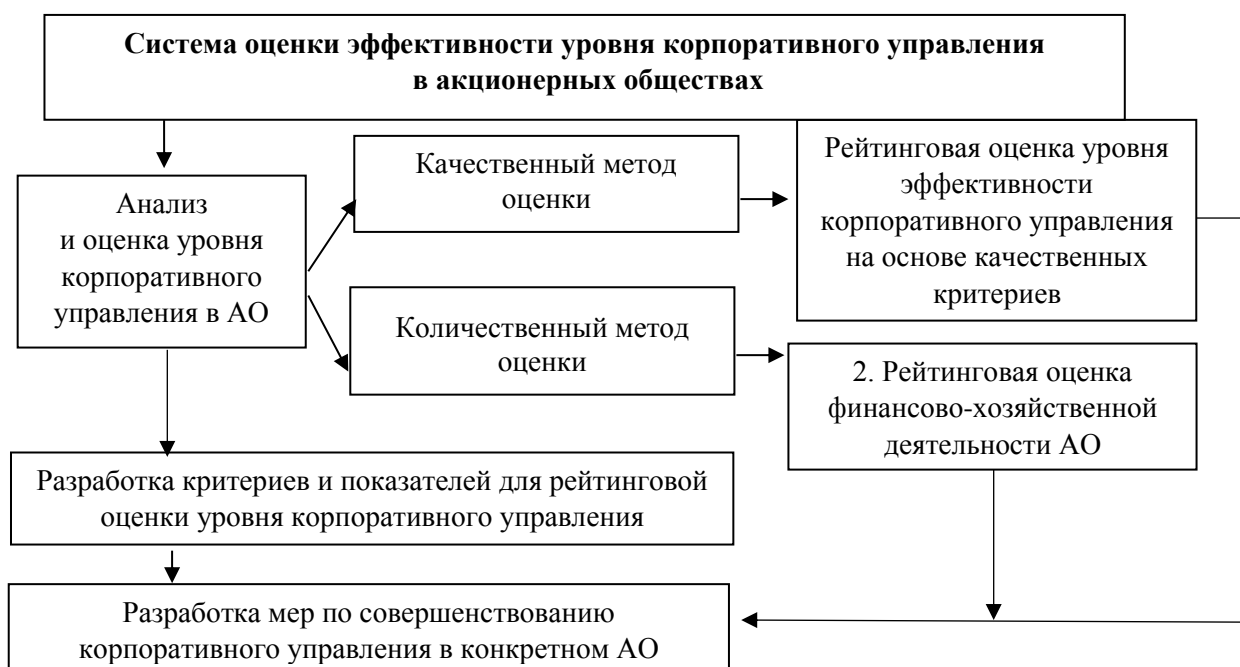 Система оценки эффективности уровня корпоративного управления
в акционерных обществах
Анализ
и оценка уровня
корпоративного
управления в АО
Качественный метод
оценки
Рейтинговая оценка уровня
эффективности
корпоративного управления
на основе качественных
критериев
Количественный метод
оценки
2. Рейтинговая оценка
финансово-хозяйственной
деятельности АО
Разработка критериев и показателей для рейтинговой
оценки уровня корпоративного управления
Разработка мер по совершенствованию
корпоративного управления в конкретном АО